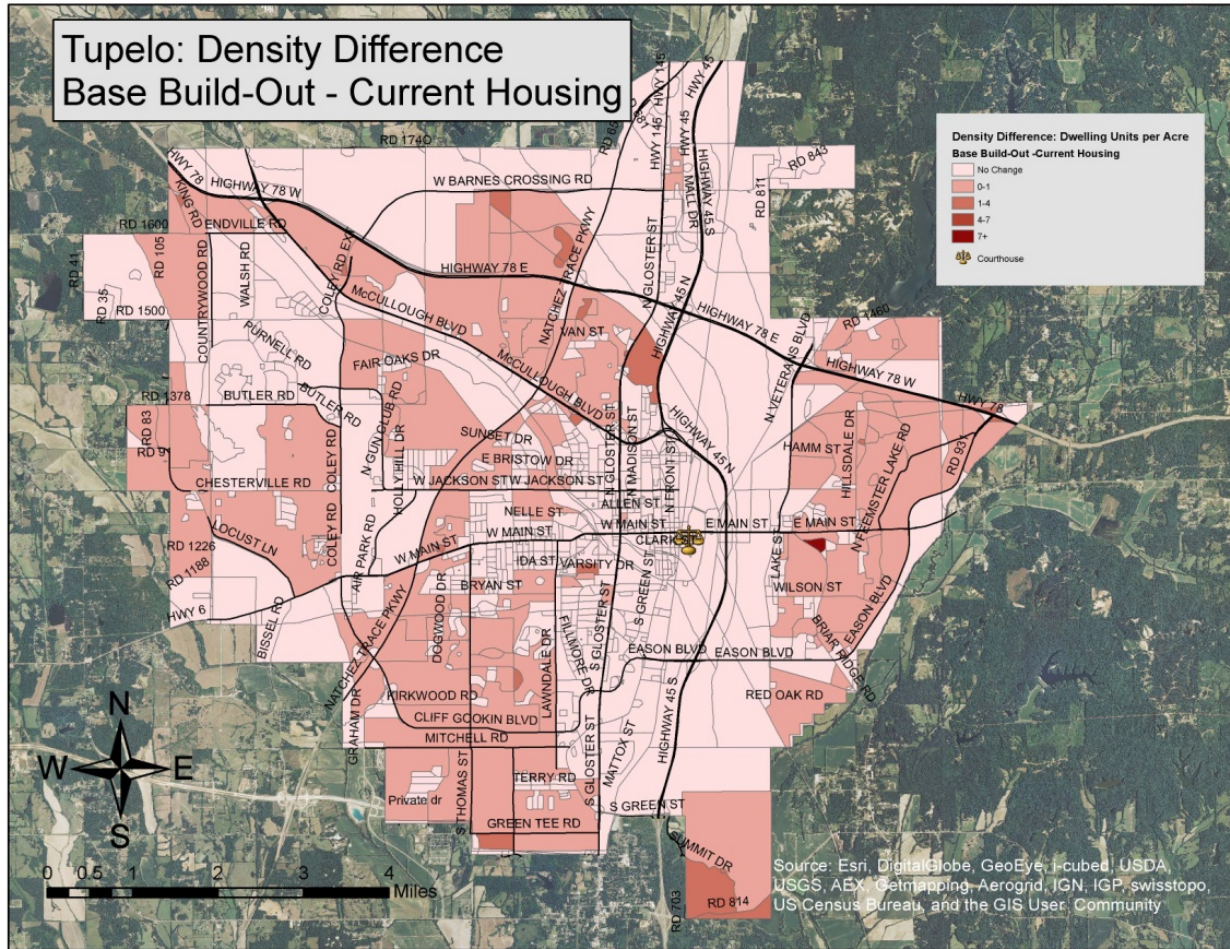 Tupelo: Density Difference
Base Build-Out - Current Housing
Density Difference: Dwelling Units per Acre
Base Build-Out -Current Housing
No Change
0-1
1-4
4-7
7+
Courthouse
RD 1740
HWY 145
HWY 145
HWY 45
HWY 45
HIGHWAY 45 S
MALL DR
RD 811
RD 843
HWY 78
HIGHWAY 78 W
W BARNES CROSSING RD
KING RD
RD 1600
ENDVILLE RD
RD 41
RD 35
RD 105
COUNTRYWOOD RD
WALSH RD
COLEY RD EXT
HIGHWAY 78 E
NATCHEZ TRACE PKWY
N GLOSTER ST
RD 1500
McCULLOUGH BLVD
VAN ST
HIGHWAY 45 N
HIGHWAY 78 E
N VETERANS BLVD
RD 1460
PURNELL RD
FAIR OAKS DR
McCULLOUGH BLVD
HIGHWAY 78 W
HWY 78
RD 1378
BUTLER RD
BUTLER RD
RD 83
RD 9
N GUN CLUB RD
HOLLY HILL DR
SUNSET DR
E BRISTOW DR
N GLOSTER ST
N MADISON ST
N FRONT ST
HIGHWAY 45 N
HAMM ST
HILLSDALE DR
N FEEMSTER LAKE RD
RD 931
CHESTERVILLE RD
COLEY RD
W JACKSON ST
W JACKSON ST
ALLEN ST
NELLE ST
LOCUST LN
COLEY RD
AIR PARK RD
W MAIN ST
W MAIN ST
E MAIN ST
E MAIN ST
CLARK ST
RD 1226
RD 1188
IDA ST
VARSITY DR
BRYAN ST
LAKE ST
WILSON ST
HWY 6
BISSEL RD
NATCHEZ TRACE PKWY
DOGWOOD DR
LAWNDALE DR
FILLMORE DR
S GLOSTER ST
S GREEN ST
EASON BLVD
EASON BLVD
EASON BLVD
BRIAR RIDGE RD
GRAHAM DR
KIRKWOOD RD
CLIFF GOOKIN BLVD
MITCHELL RD
RED OAK RD
S THOMAS ST
TERRY RD
S GLOSTER ST
MATTOX ST
HIGHWAY 45 S
Private dr
GREEN TEE RD
S GREEN ST
SUMMIT DR
RD 703
RD 814
N
W
E
S
0
1
2
4
Miles
Source: Esri, DigitalGlobe, GeoEye, i-cubed, USDA,
USGS, AEX, Getmapping, Aerogrid, IGN, IGP, swisstopo,
US Census Bureau, and the GIS User Community